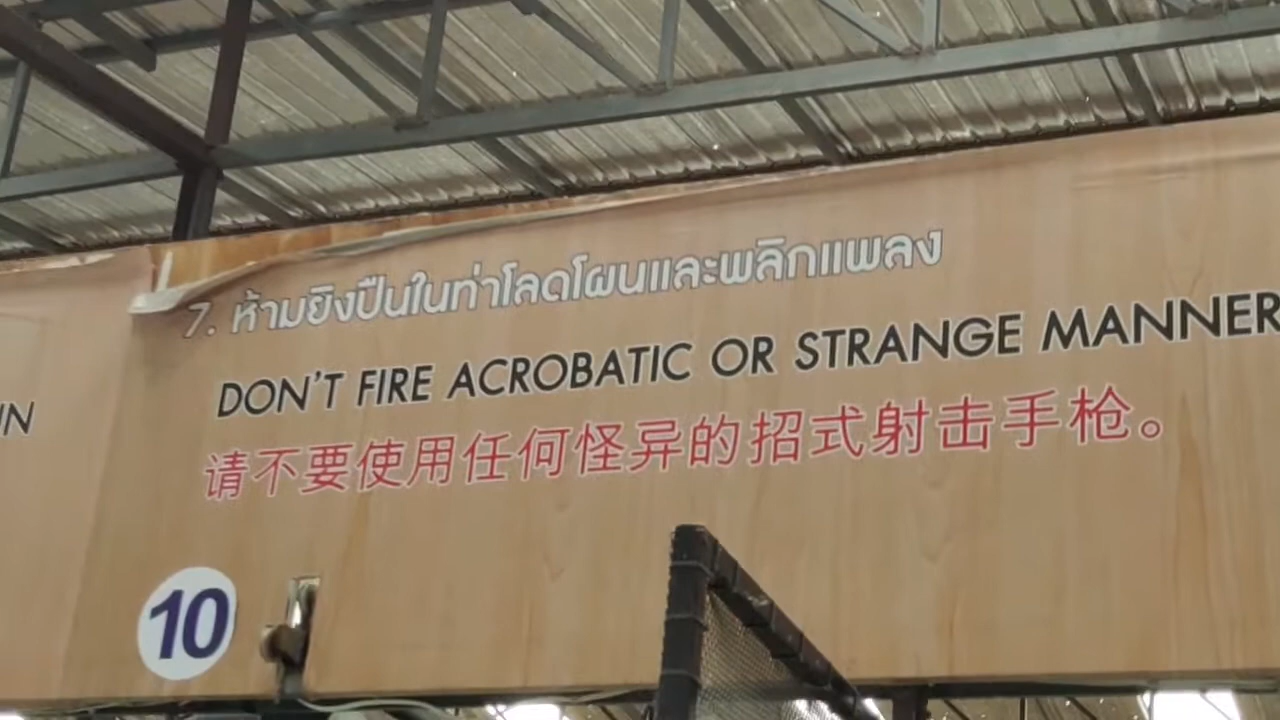 7. ห้ามยิงปืนในท่าโลดโผนและพลิกแพลง
DON'T FIRE ACROBATIC OR STRANGE MANNER
请不要使用任何怪异的招式射击手枪。
10